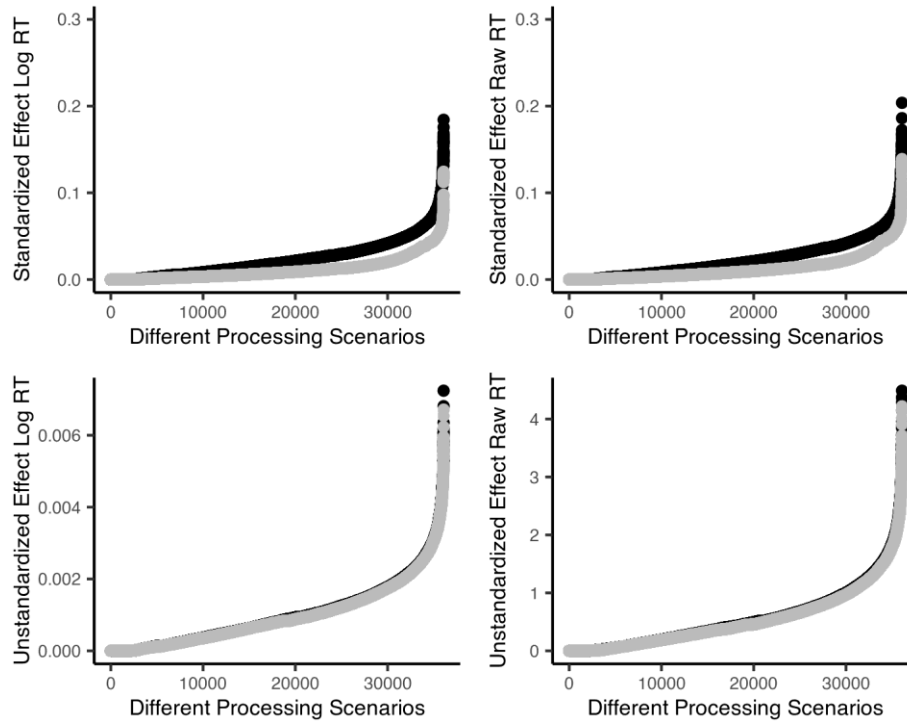 Standardized Effect Log RT
0.3
0.2
0.1
0.0
0 10000 20000 30000
Different Processing Scenarios
Standardized Effect Raw RT
0.3
0.2
0.1
0.0
0 10000 20000 30000
Different Processing Scenarios
Unstandardized Effect Log RT
0.006
0.004
0.002
0.000
0 10000 20000 30000
Different Processing Scenarios
Unstandardized Effect Raw RT
4
3
2
1
0
0 10000 20000 30000
Different Processing Scenarios